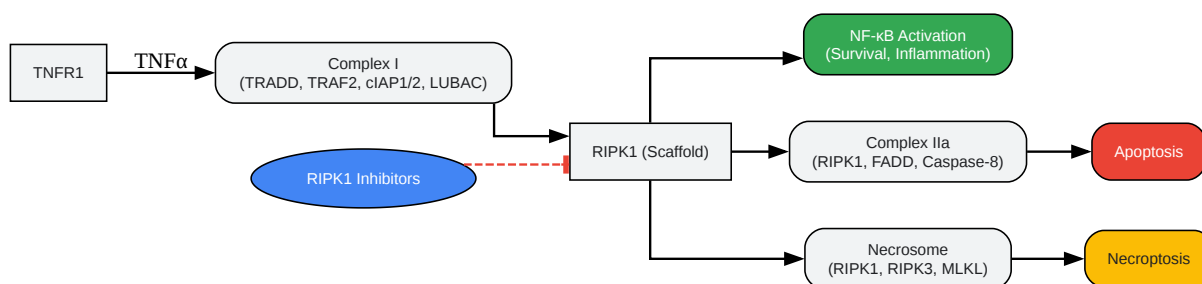 TNFR1
TNFα
Complex I
(TRADD, TRAF2, cIAP1/2, LUBAC)
RIPK1 Inhibitors
RIPK1 (Scaffold)
NF-κB Activation
(Survival, Inflammation)
Complex IIa
(RIPK1, FADD, Caspase-8)
Apoptosis
Necrosome
(RIPK1, RIPK3, MLKL)
Necroptosis